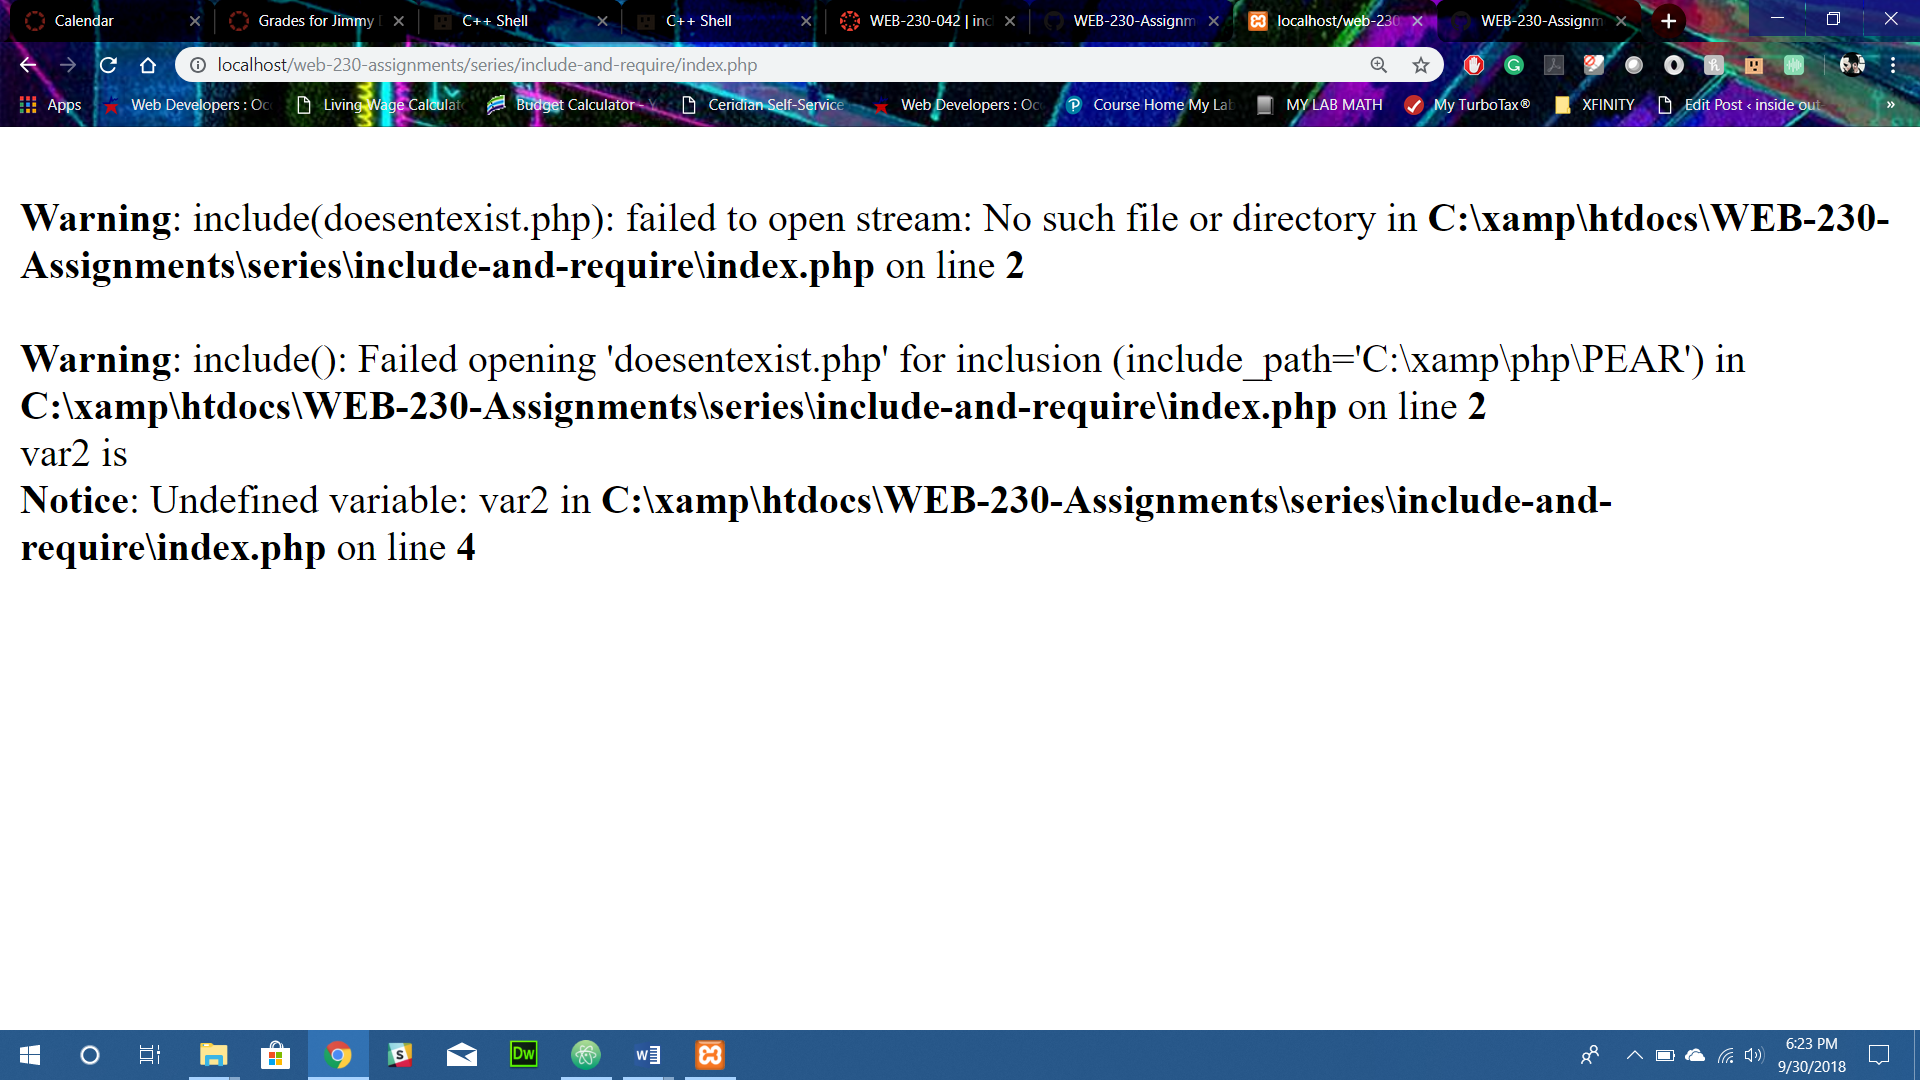 Calendar
Grades for Jimmy
C++ Shell
C++ Shell
WEB-230-042 | inc
WEB-230-Assignm
localhost/web-230
WEB-230-Assignm
localhost/web-230-assignments/series/include-and-require/index.php
Apps
Web Developers : Oc
Living Wage Calculat
Budget Calculator - Y
Ceridian Self-Service
Web Developers : Oc
Course Home My Lab
MY LAB MATH
My TurboTax®
XFINITY
Edit Post ‹ inside out
»
Warning: include(doesentexist.php): failed to open stream: No such file or directory in C:\xamp\htdocs\WEB-230-
Assignments\series\include-and-require\index.php on line 2
Warning: include(): Failed opening 'doesentexist.php' for inclusion (include_path='C:\xamp\php\PEAR') in
C:\xamp\htdocs\WEB-230-Assignments\series\include-and-require\index.php on line 2
var2 is
Notice: Undefined variable: var2 in C:\xamp\htdocs\WEB-230-Assignments\series\include-and-
require\index.php on line 4
Dw
6:23 PM
9/30/2018